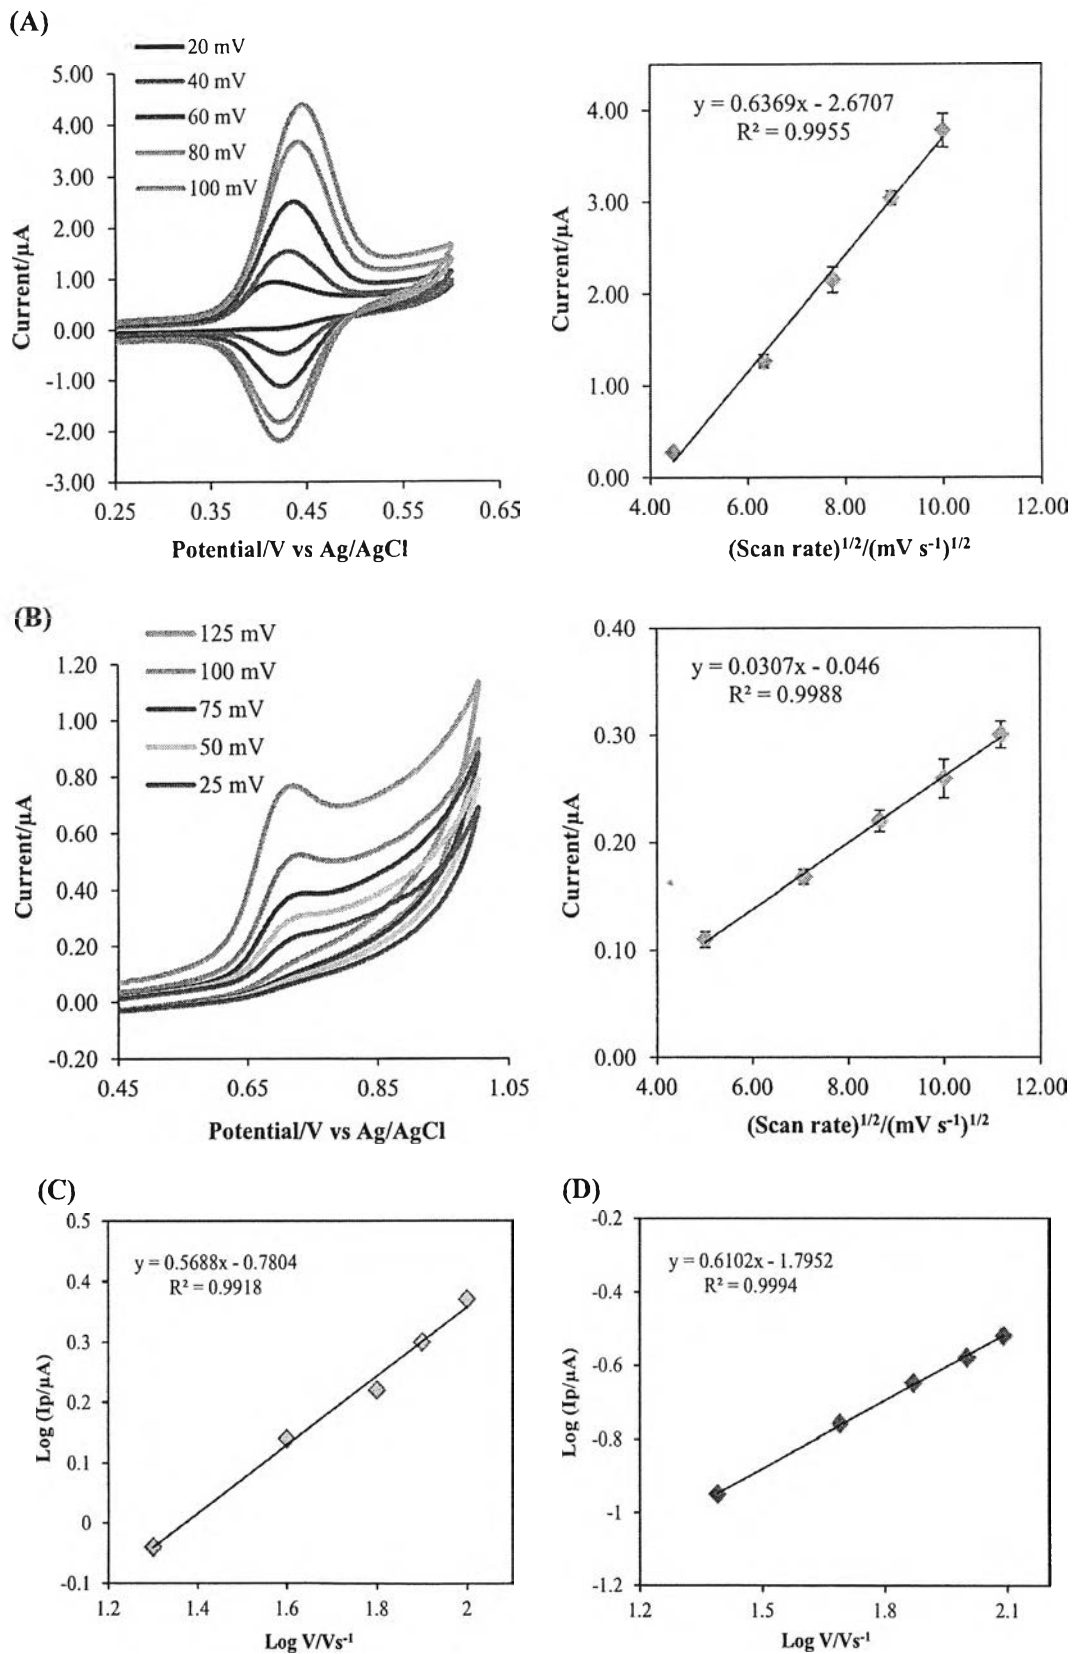 (A)
20 mV
40 mV
60 mV
80 mV
100 mV
5.00
4.00
3.00
2.00
1.00
0.00
-1.00
-2.00
-3.00
Current/µA
0.25 0.35 0.45 0.55 0.65
Potential/V vs Ag/AgCl
y = 0.6369x - 2.6707
R² = 0.9955
4.00
3.00
2.00
1.00
0.00
Current/µA
4.00 6.00 8.00 10.00 12.00
(Scan rate)¹/²/(mV s⁻¹)¹/²
(B)
125 mV
100 mV
75 mV
50 mV
25 mV
1.20
1.00
0.80
0.60
0.40
0.20
0.00
-0.20
Current/µA
0.45 0.65 0.85 1.05
Potential/V vs Ag/AgCl
y = 0.0307x - 0.046
R² = 0.9988
0.40
0.30
0.20
0.10
0.00
Current/µA
4.00 6.00 8.00 10.00 12.00
(Scan rate)¹/²/(mV s⁻¹)¹/²
(C)
y = 0.5688x - 0.7804
R² = 0.9918
0.5
0.4
0.3
0.2
0.1
0
-0.1
Log (Ip/µA)
1.2 1.4 1.6 1.8 2
Log V/Vs⁻¹
(D)
y = 0.6102x - 1.7952
R² = 0.9994
-0.2
-0.4
-0.6
-0.8
-1
-1.2
Log (Ip/µA)
1.2 1.5 1.8 2.1
Log V/Vs⁻¹